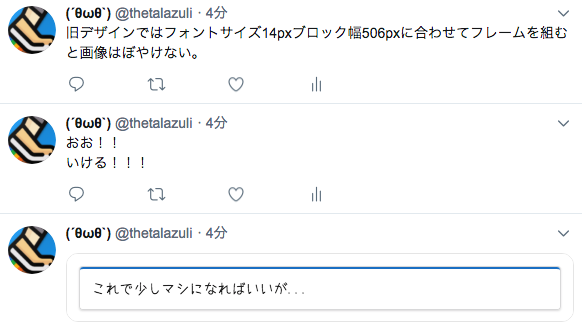 (´θωθ`) @thetalazuli · 4分
旧デザインではフォントサイズ14pxブロック幅506pxに合わせてフレームを組む
と画像はぼやけない。
(´θωθ`) @thetalazuli · 4分
おお！！
いける！！！
(´θωθ`) @thetalazuli · 4分
これで少しマシになればいいが...